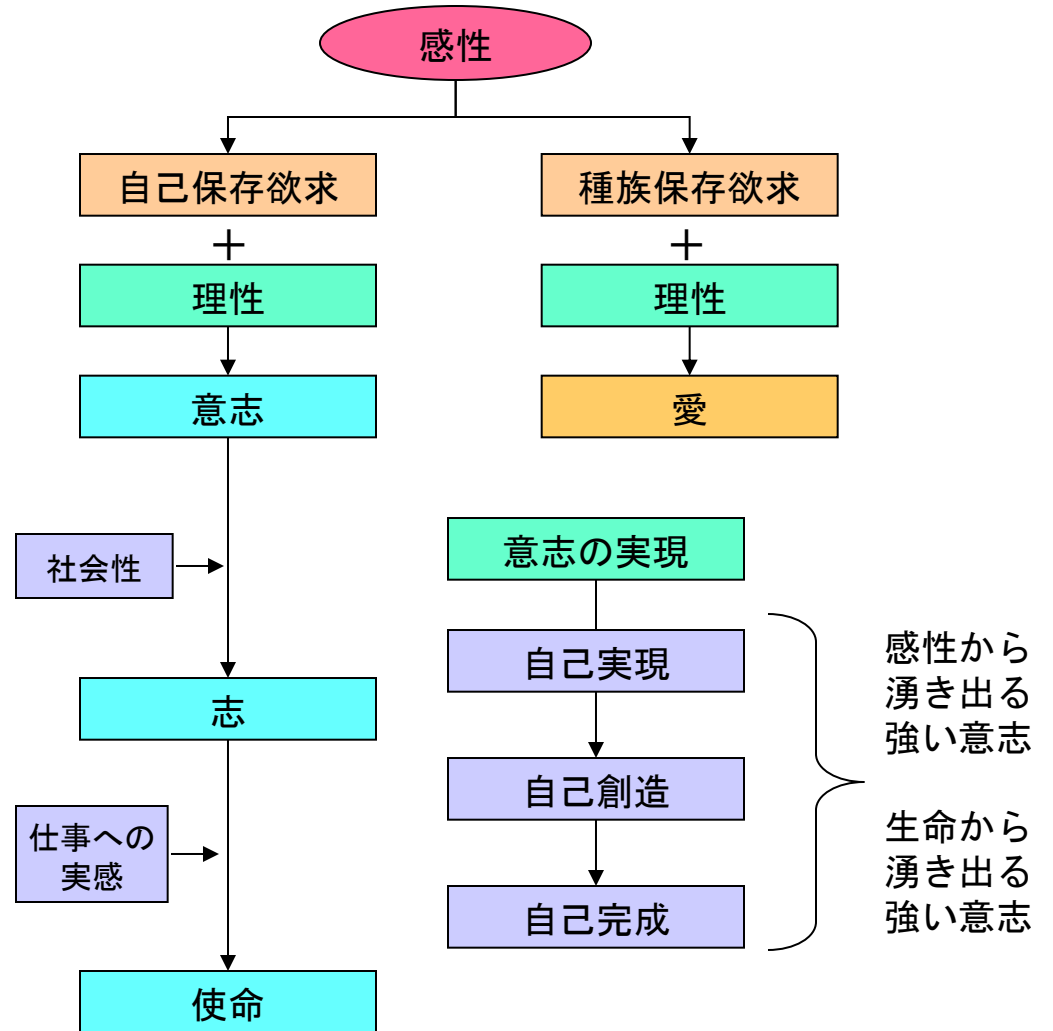 感性
自己保存欲求
種族保存欲求
＋
＋
理性
理性
意志
愛
社会性
志
仕事への
実感
使命
意志の実現
自己実現
自己創造
自己完成
感性から
湧き出る
強い意志
生命から
湧き出る
強い意志